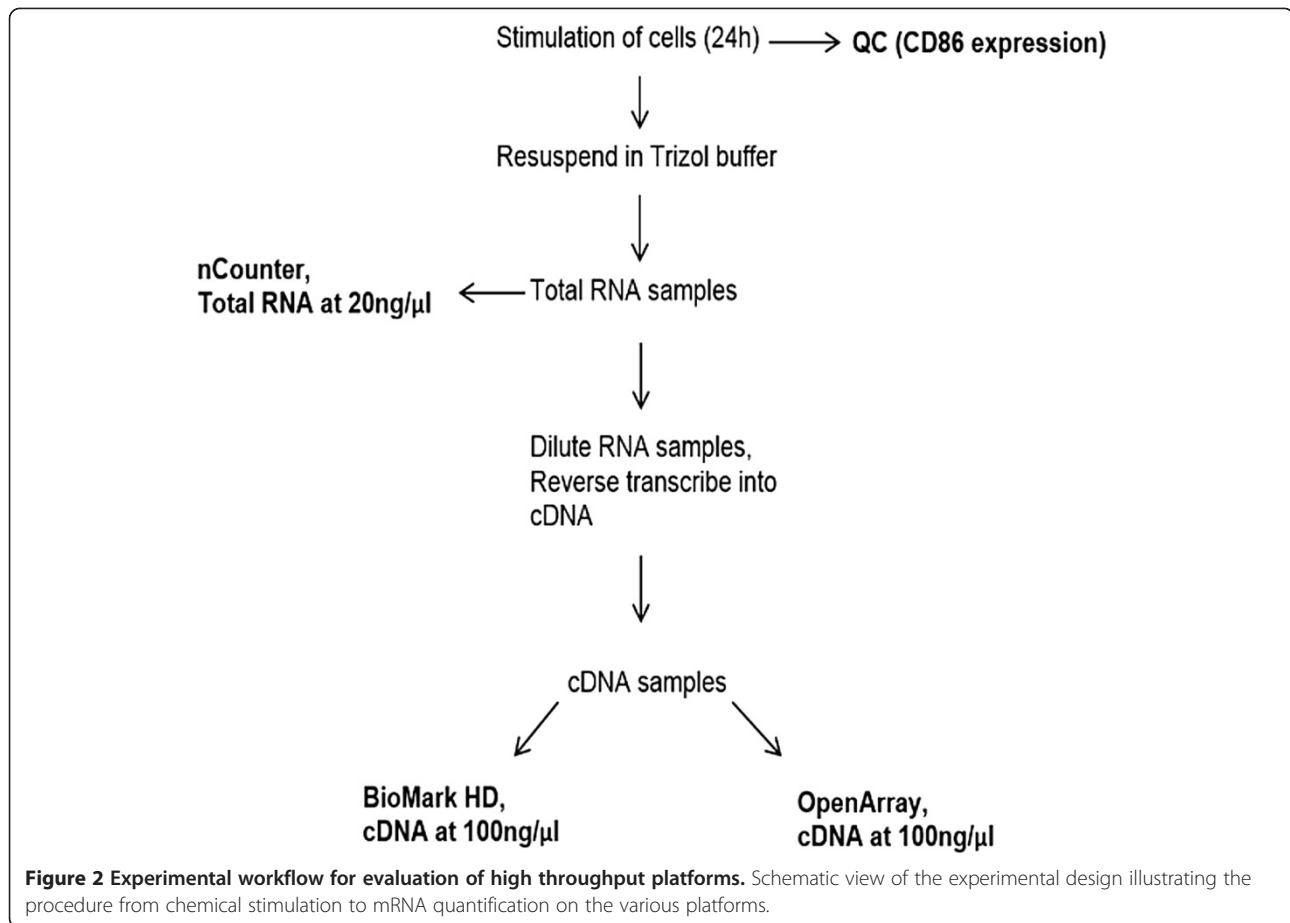 Stimulation of cells (24h)
QC (CD86 expression)
Resuspend in Trizol buffer
nCounter,
Total RNA at 20ng/µl
Total RNA samples
Dilute RNA samples,
Reverse transcribe into
cDNA
cDNA samples
BioMark HD,
cDNA at 100ng/µl
OpenArray,
cDNA at 100ng/µl
Figure 2 Experimental workflow for evaluation of high throughput platforms. Schematic view of the experimental design illustrating the
procedure from chemical stimulation to mRNA quantification on the various platforms.